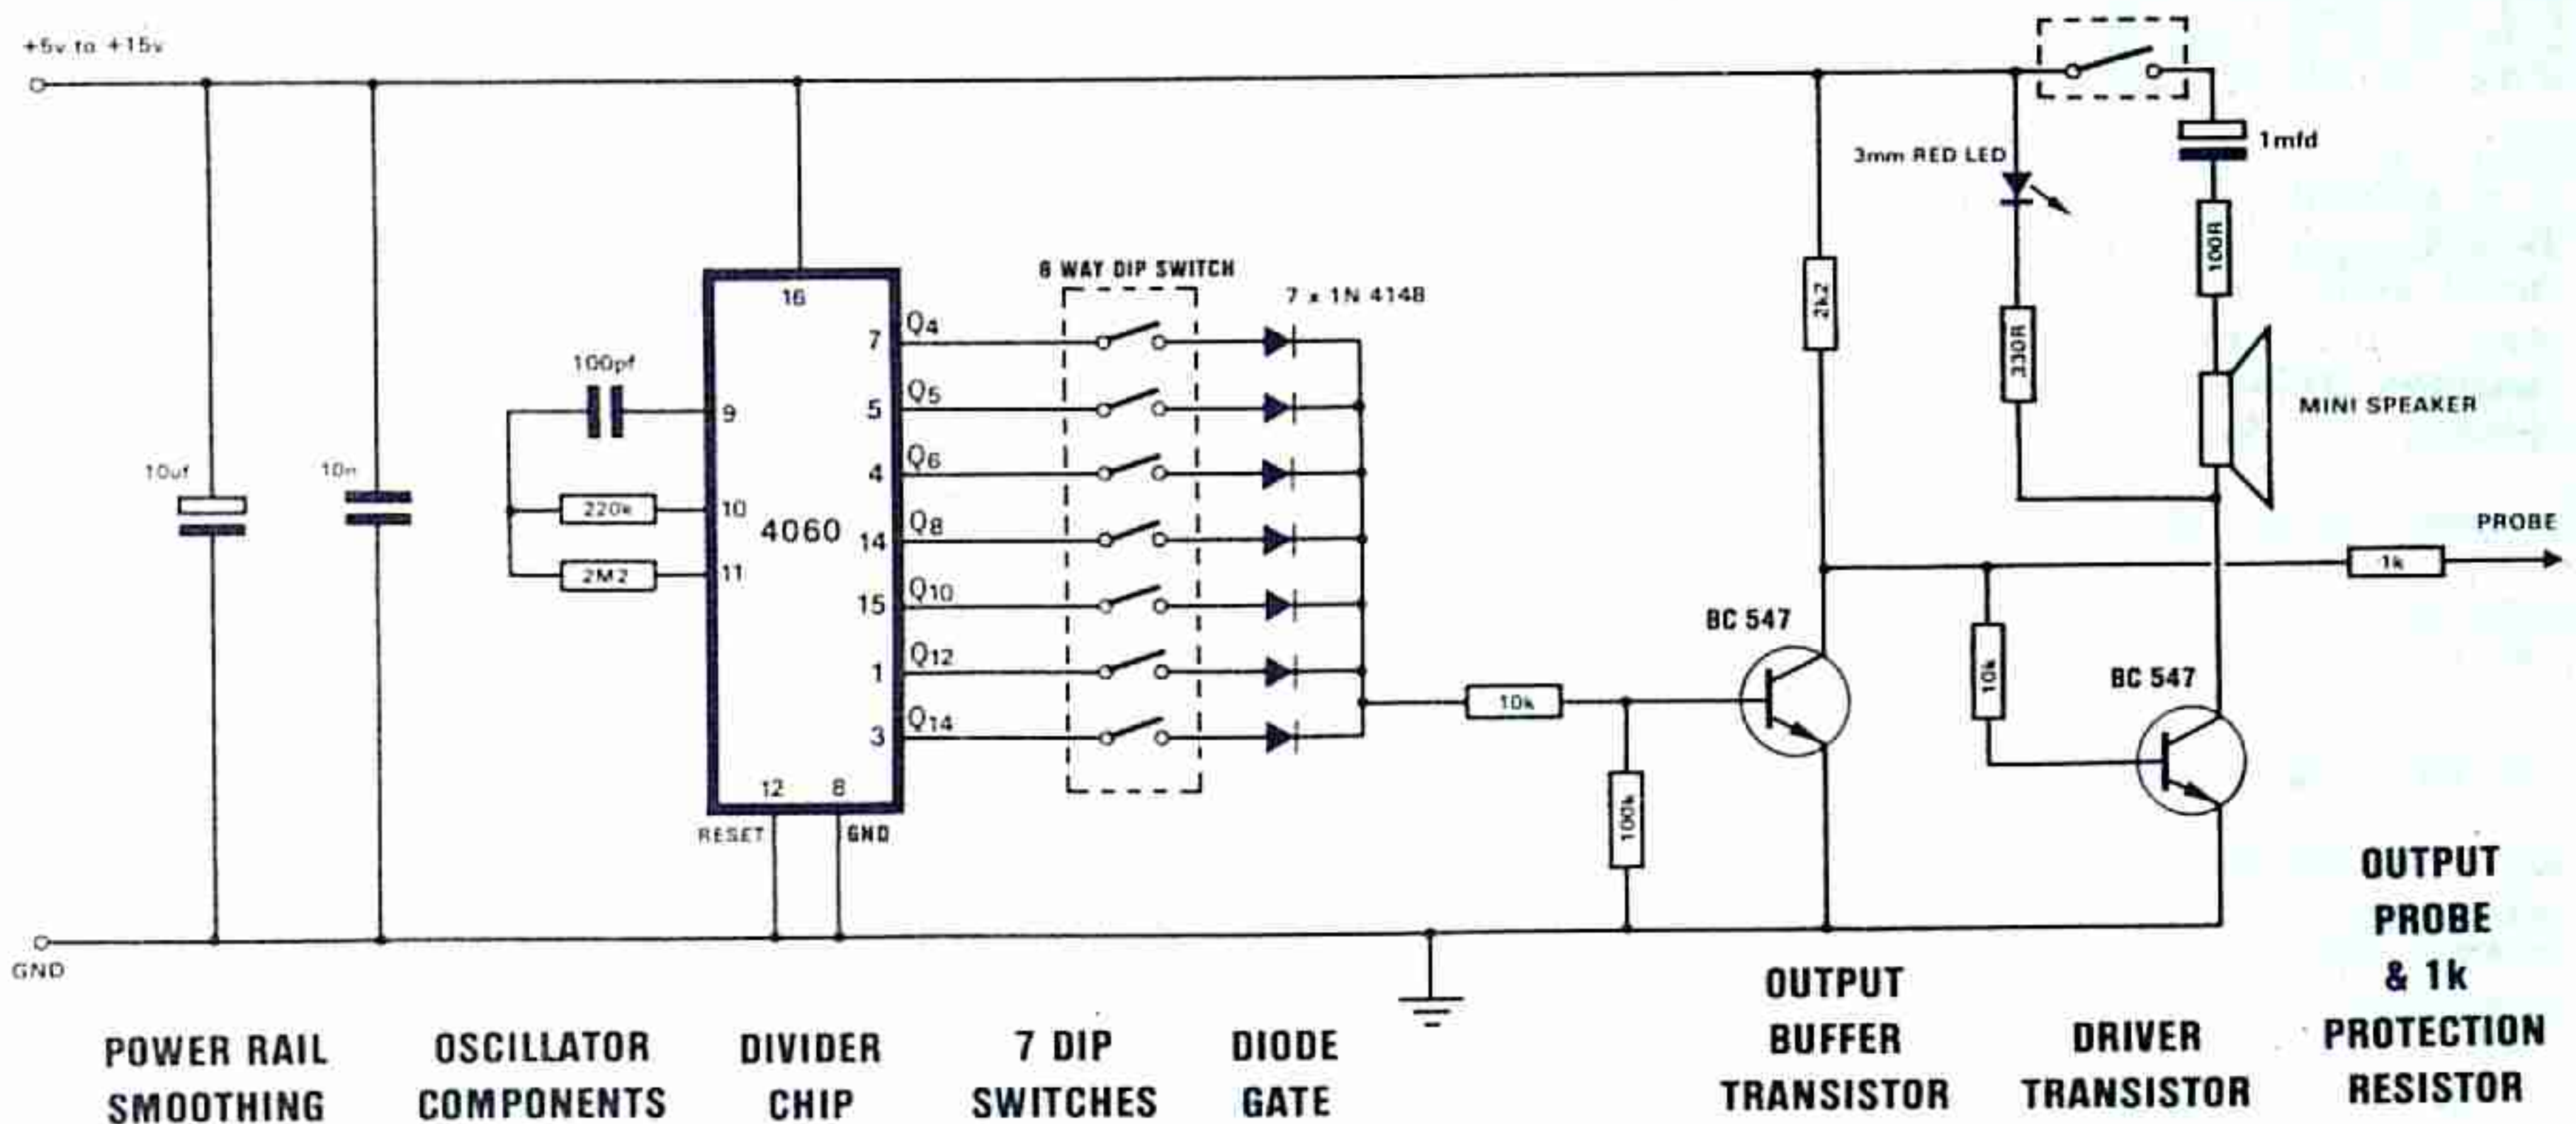 +5v to +15v
3mm RED LED
1mfd
100R
8 WAY DIP SWITCH
7 x 1N 4148
16
2k2
330R
MINI SPEAKER
7 Q4
5 Q5
4 Q6
14 Q8
15 Q10
1 Q12
3 Q14
100pf
9
10uf
10n
220k
10
4060
2M2
11
PROBE
1k
BC 547
10k
BC 547
10k
100k
12
8
RESET
GND
GND
POWER RAIL
SMOOTHING
OSCILLATOR
COMPONENTS
DIVIDER
CHIP
7 DIP
SWITCHES
DIODE
GATE
OUTPUT
BUFFER
TRANSISTOR
DRIVER
TRANSISTOR
OUTPUT
PROBE
& 1k
PROTECTION
RESISTOR